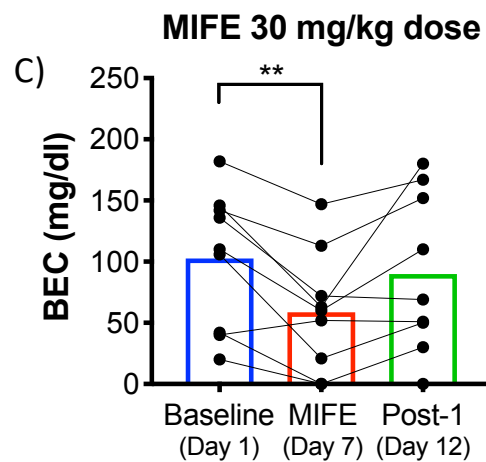 MIFE 30 mg/kg dose
C)
**
BEC (mg/dl)
250
200
150
100
50
0
Baseline MIFE Post-1
(Day 1) (Day 7) (Day 12)